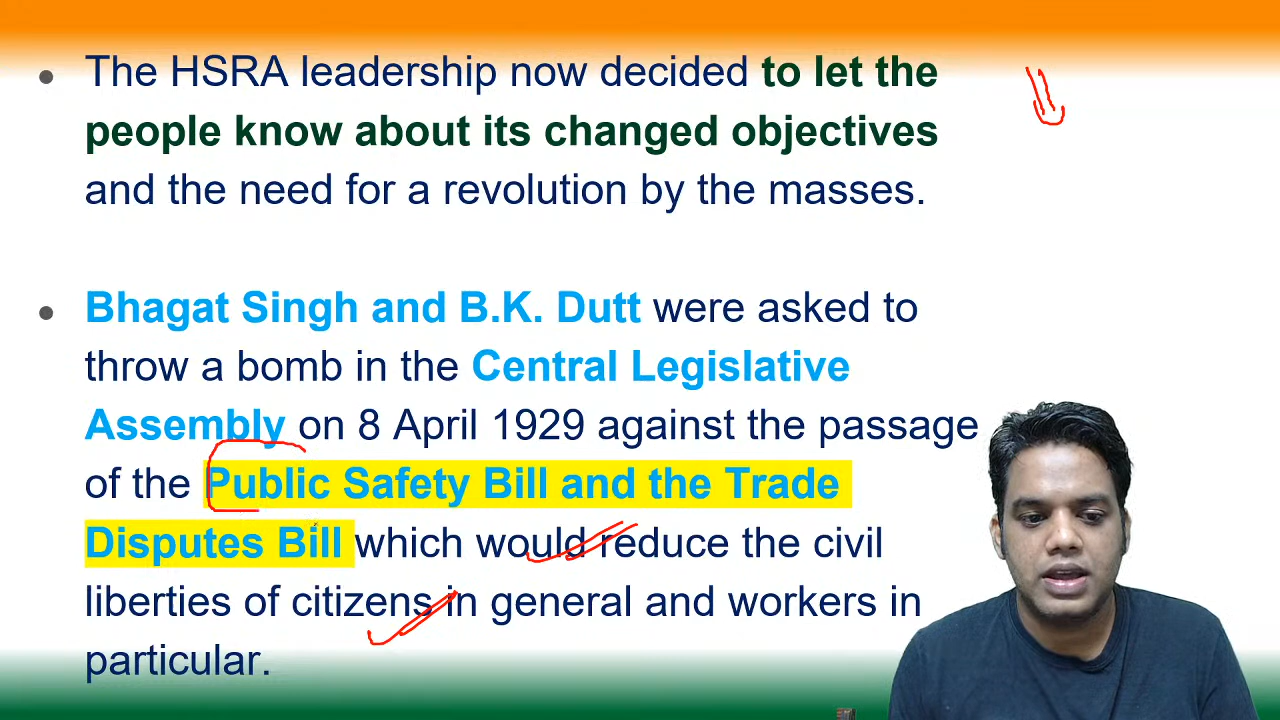 The HSRA leadership now decided to let the
people know about its changed objectives
and the need for a revolution by the masses.
Bhagat Singh and B.K. Dutt were asked to
throw a bomb in the Central Legislative
Assembly on 8 April 1929 against the passage
of the Public Safety Bill and the Trade
Disputes Bill which would reduce the civil
liberties of citizens in general and workers in
particular.